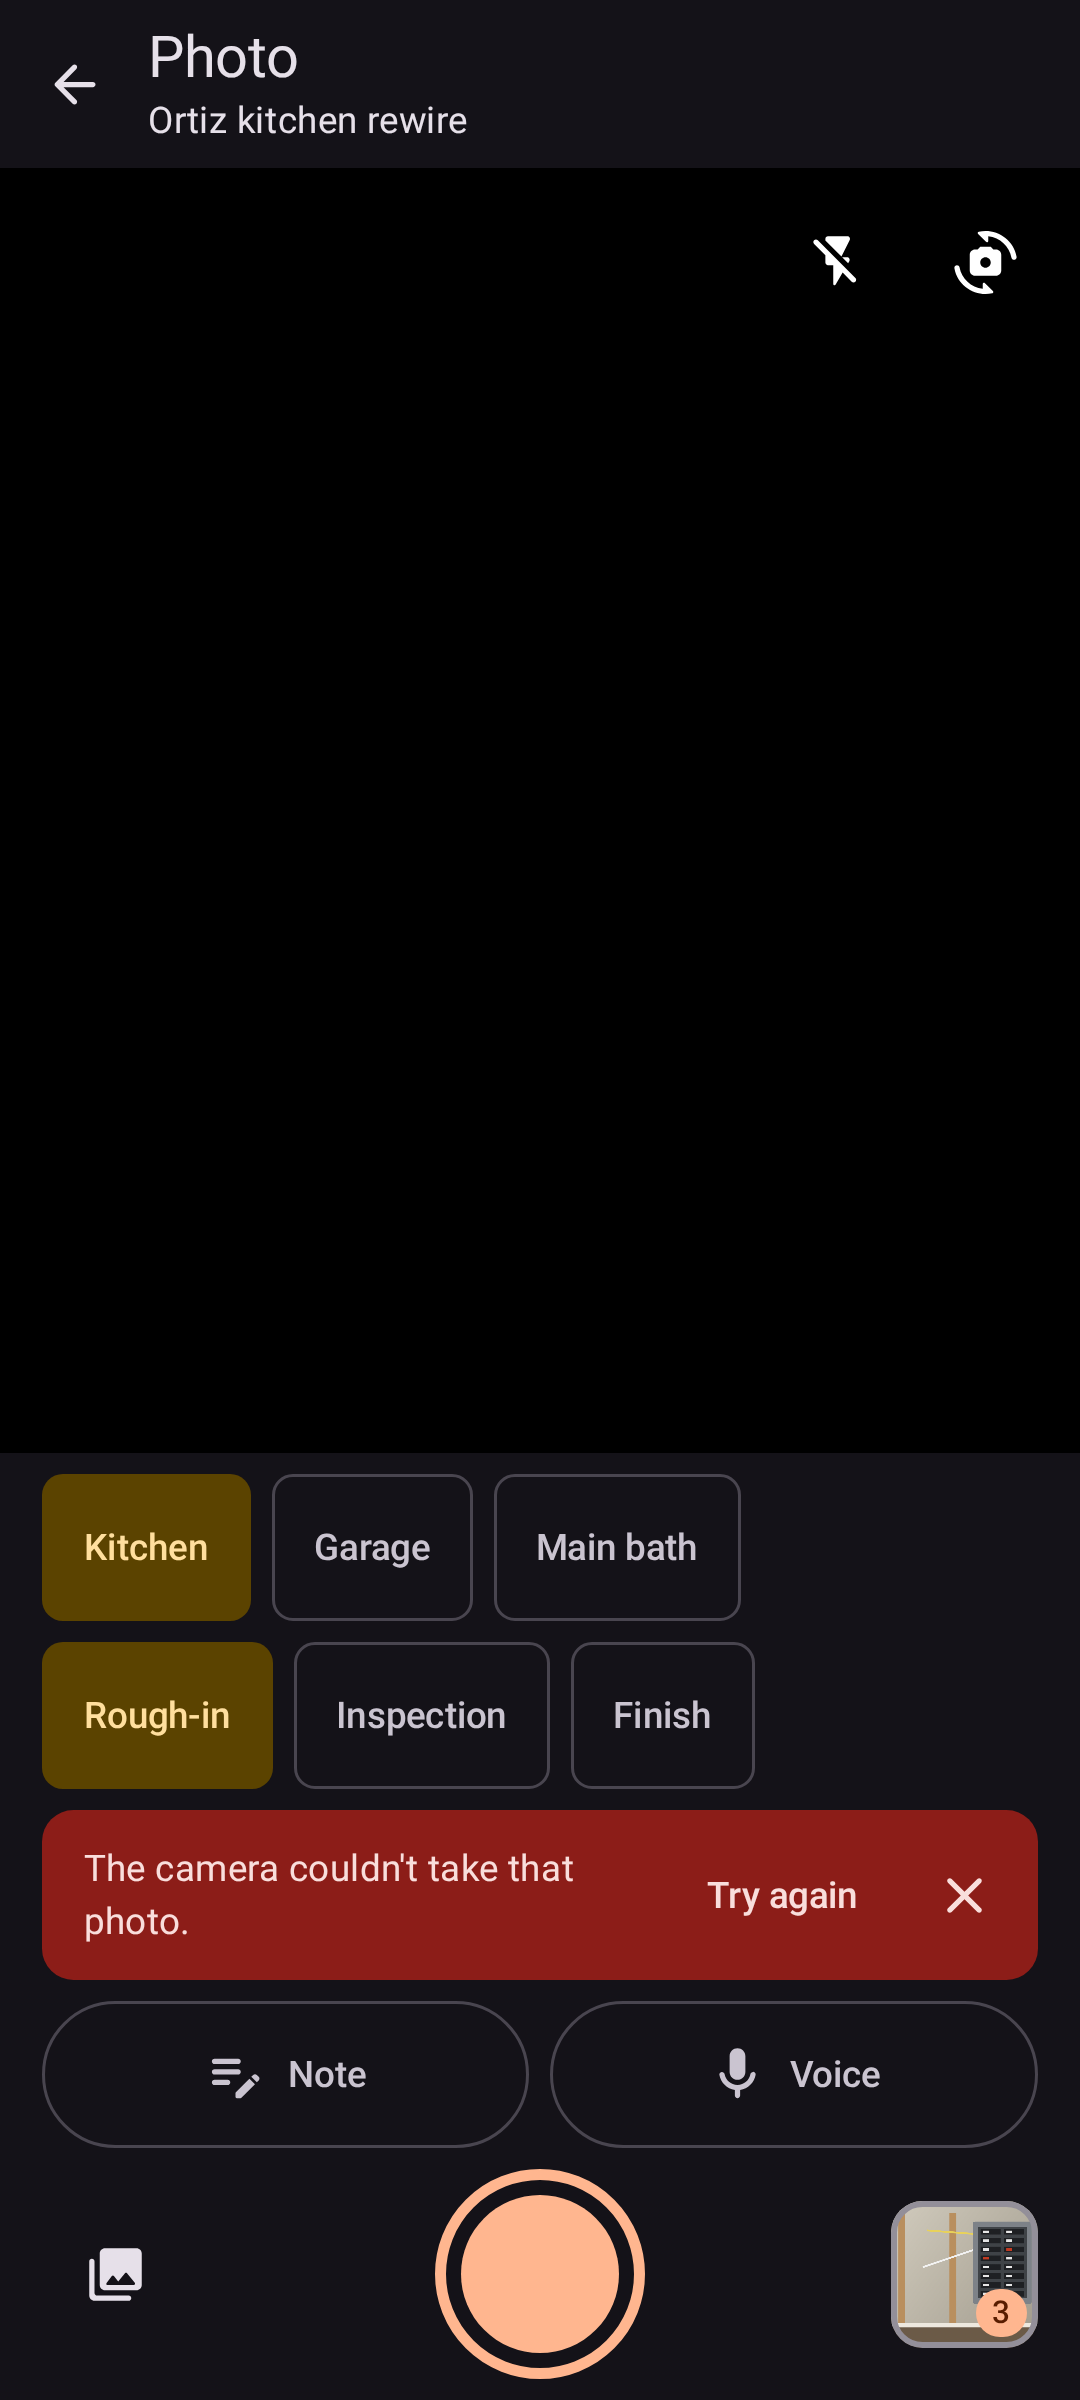 Photo
Ortiz kitchen rewire
Kitchen
Garage
Main bath
Rough-in
Inspection
Finish
The camera couldn't take that
photo.
Try again
Note
Voice
3